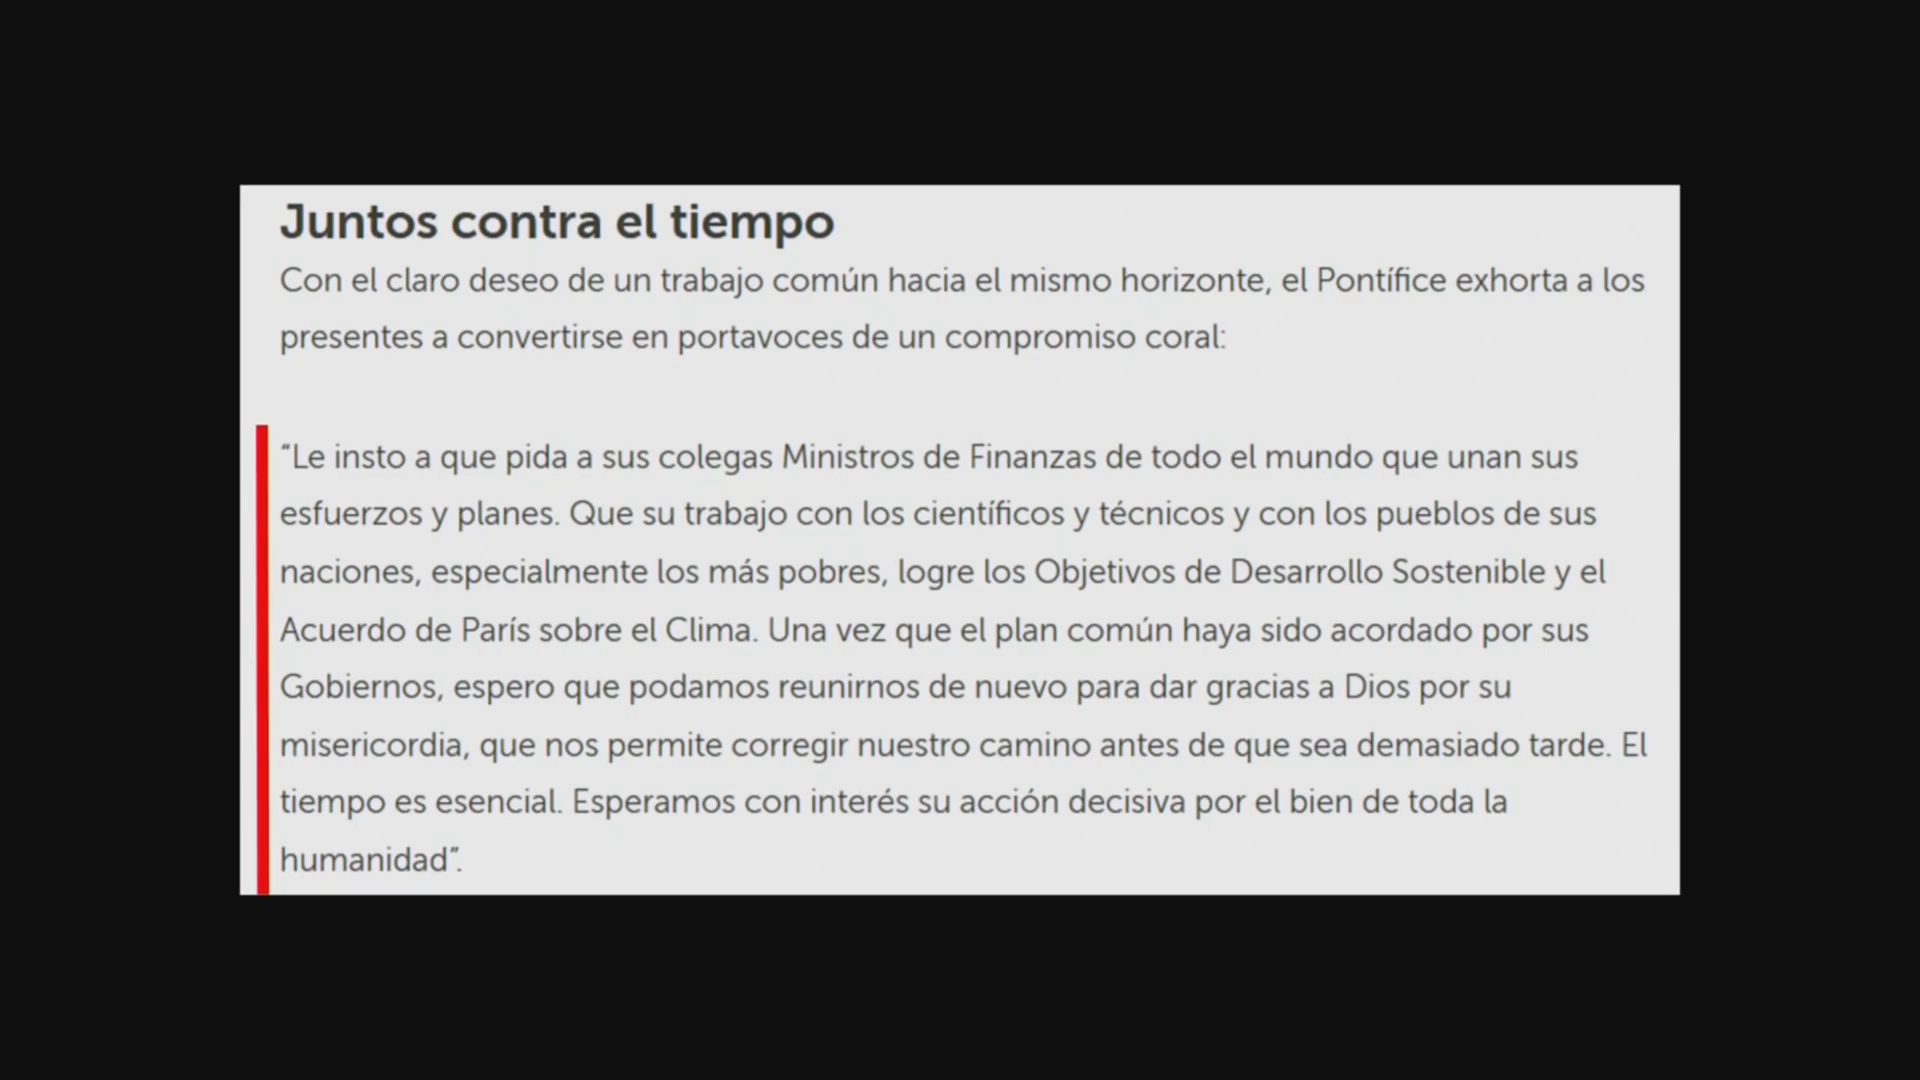 Juntos contra el tiempo
Con el claro deseo de un trabajo común hacia el mismo horizonte, el Pontífice exhorta a los
presentes a convertirse en portavoces de un compromiso coral:
“Le insto a que pida a sus colegas Ministros de Finanzas de todo el mundo que unan sus
esfuerzos y planes. Que su trabajo con los científicos y técnicos y con los pueblos de sus
naciones, especialmente los más pobres, logre los Objetivos de Desarrollo Sostenible y el
Acuerdo de París sobre el Clima. Una vez que el plan común haya sido acordado por sus
Gobiernos, espero que podamos reunirnos de nuevo para dar gracias a Dios por su
misericordia, que nos permite corregir nuestro camino antes de que sea demasiado tarde. El
tiempo es esencial. Esperamos con interés su acción decisiva por el bien de toda la
humanidad”.